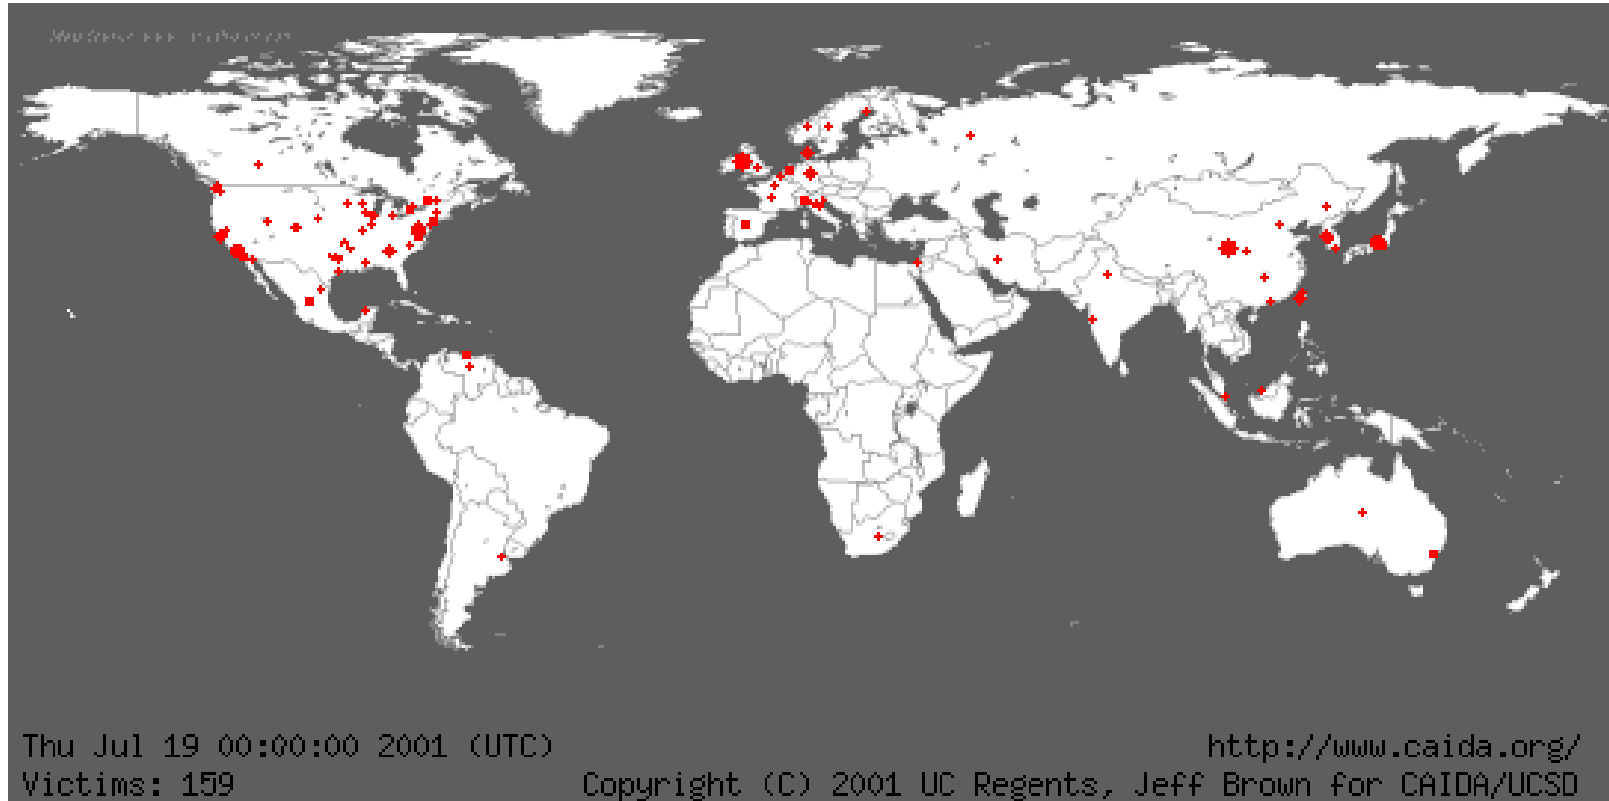 Thu Jul 19 00:00:00 2001 (UTC)
http://www.caida.org/
Victims: 159
Copyright (C) 2001 UC Regents, Jeff Brown for CAIDA/UCSD